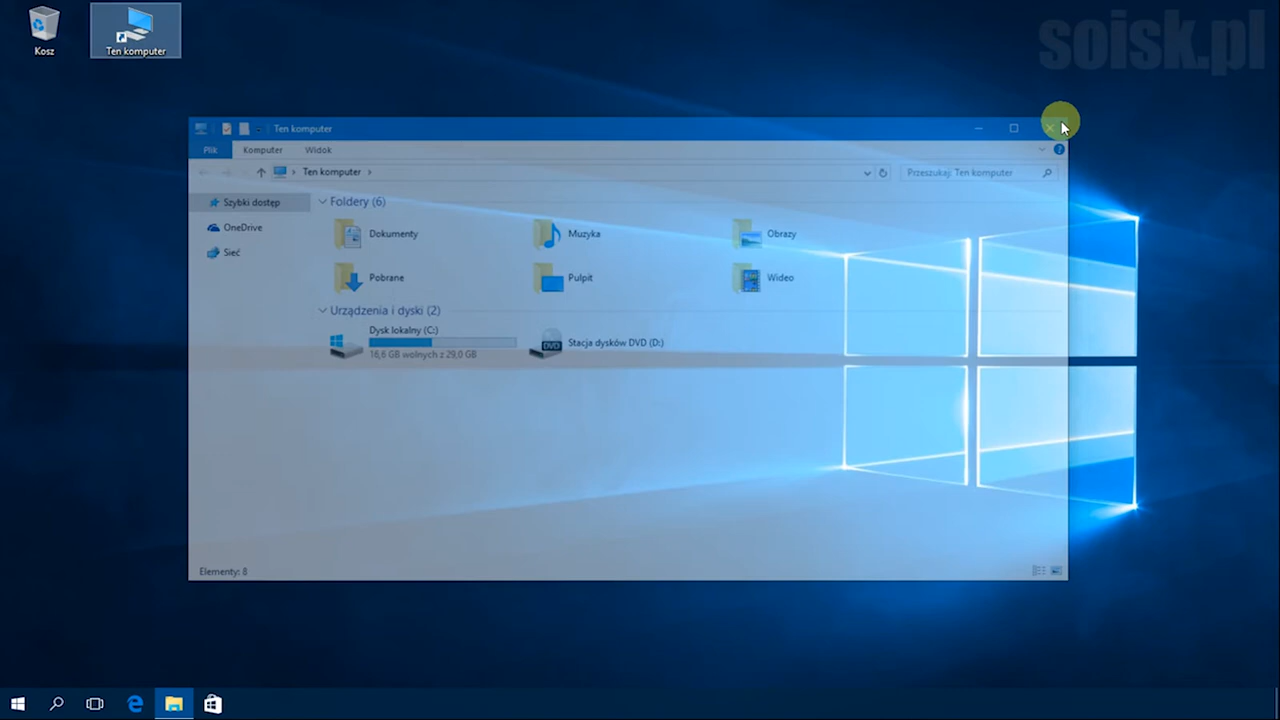 soisk.pl
Kosz
Ten komputer
Ten komputer
Plik Komputer Widok
Ten komputer
Przeszukaj: Ten komputer
Szybki dostęp
OneDrive
Sieć
Foldery (6)
Dokumenty Muzyka Obrazy
Pobrane Pulpit Wideo
Urządzenia i dyski (2)
Dysk lokalny (C:)
16,6 GB wolnych z 29,0 GB
DVD
Stacja dysków DVD (D:)
Elementy: 8